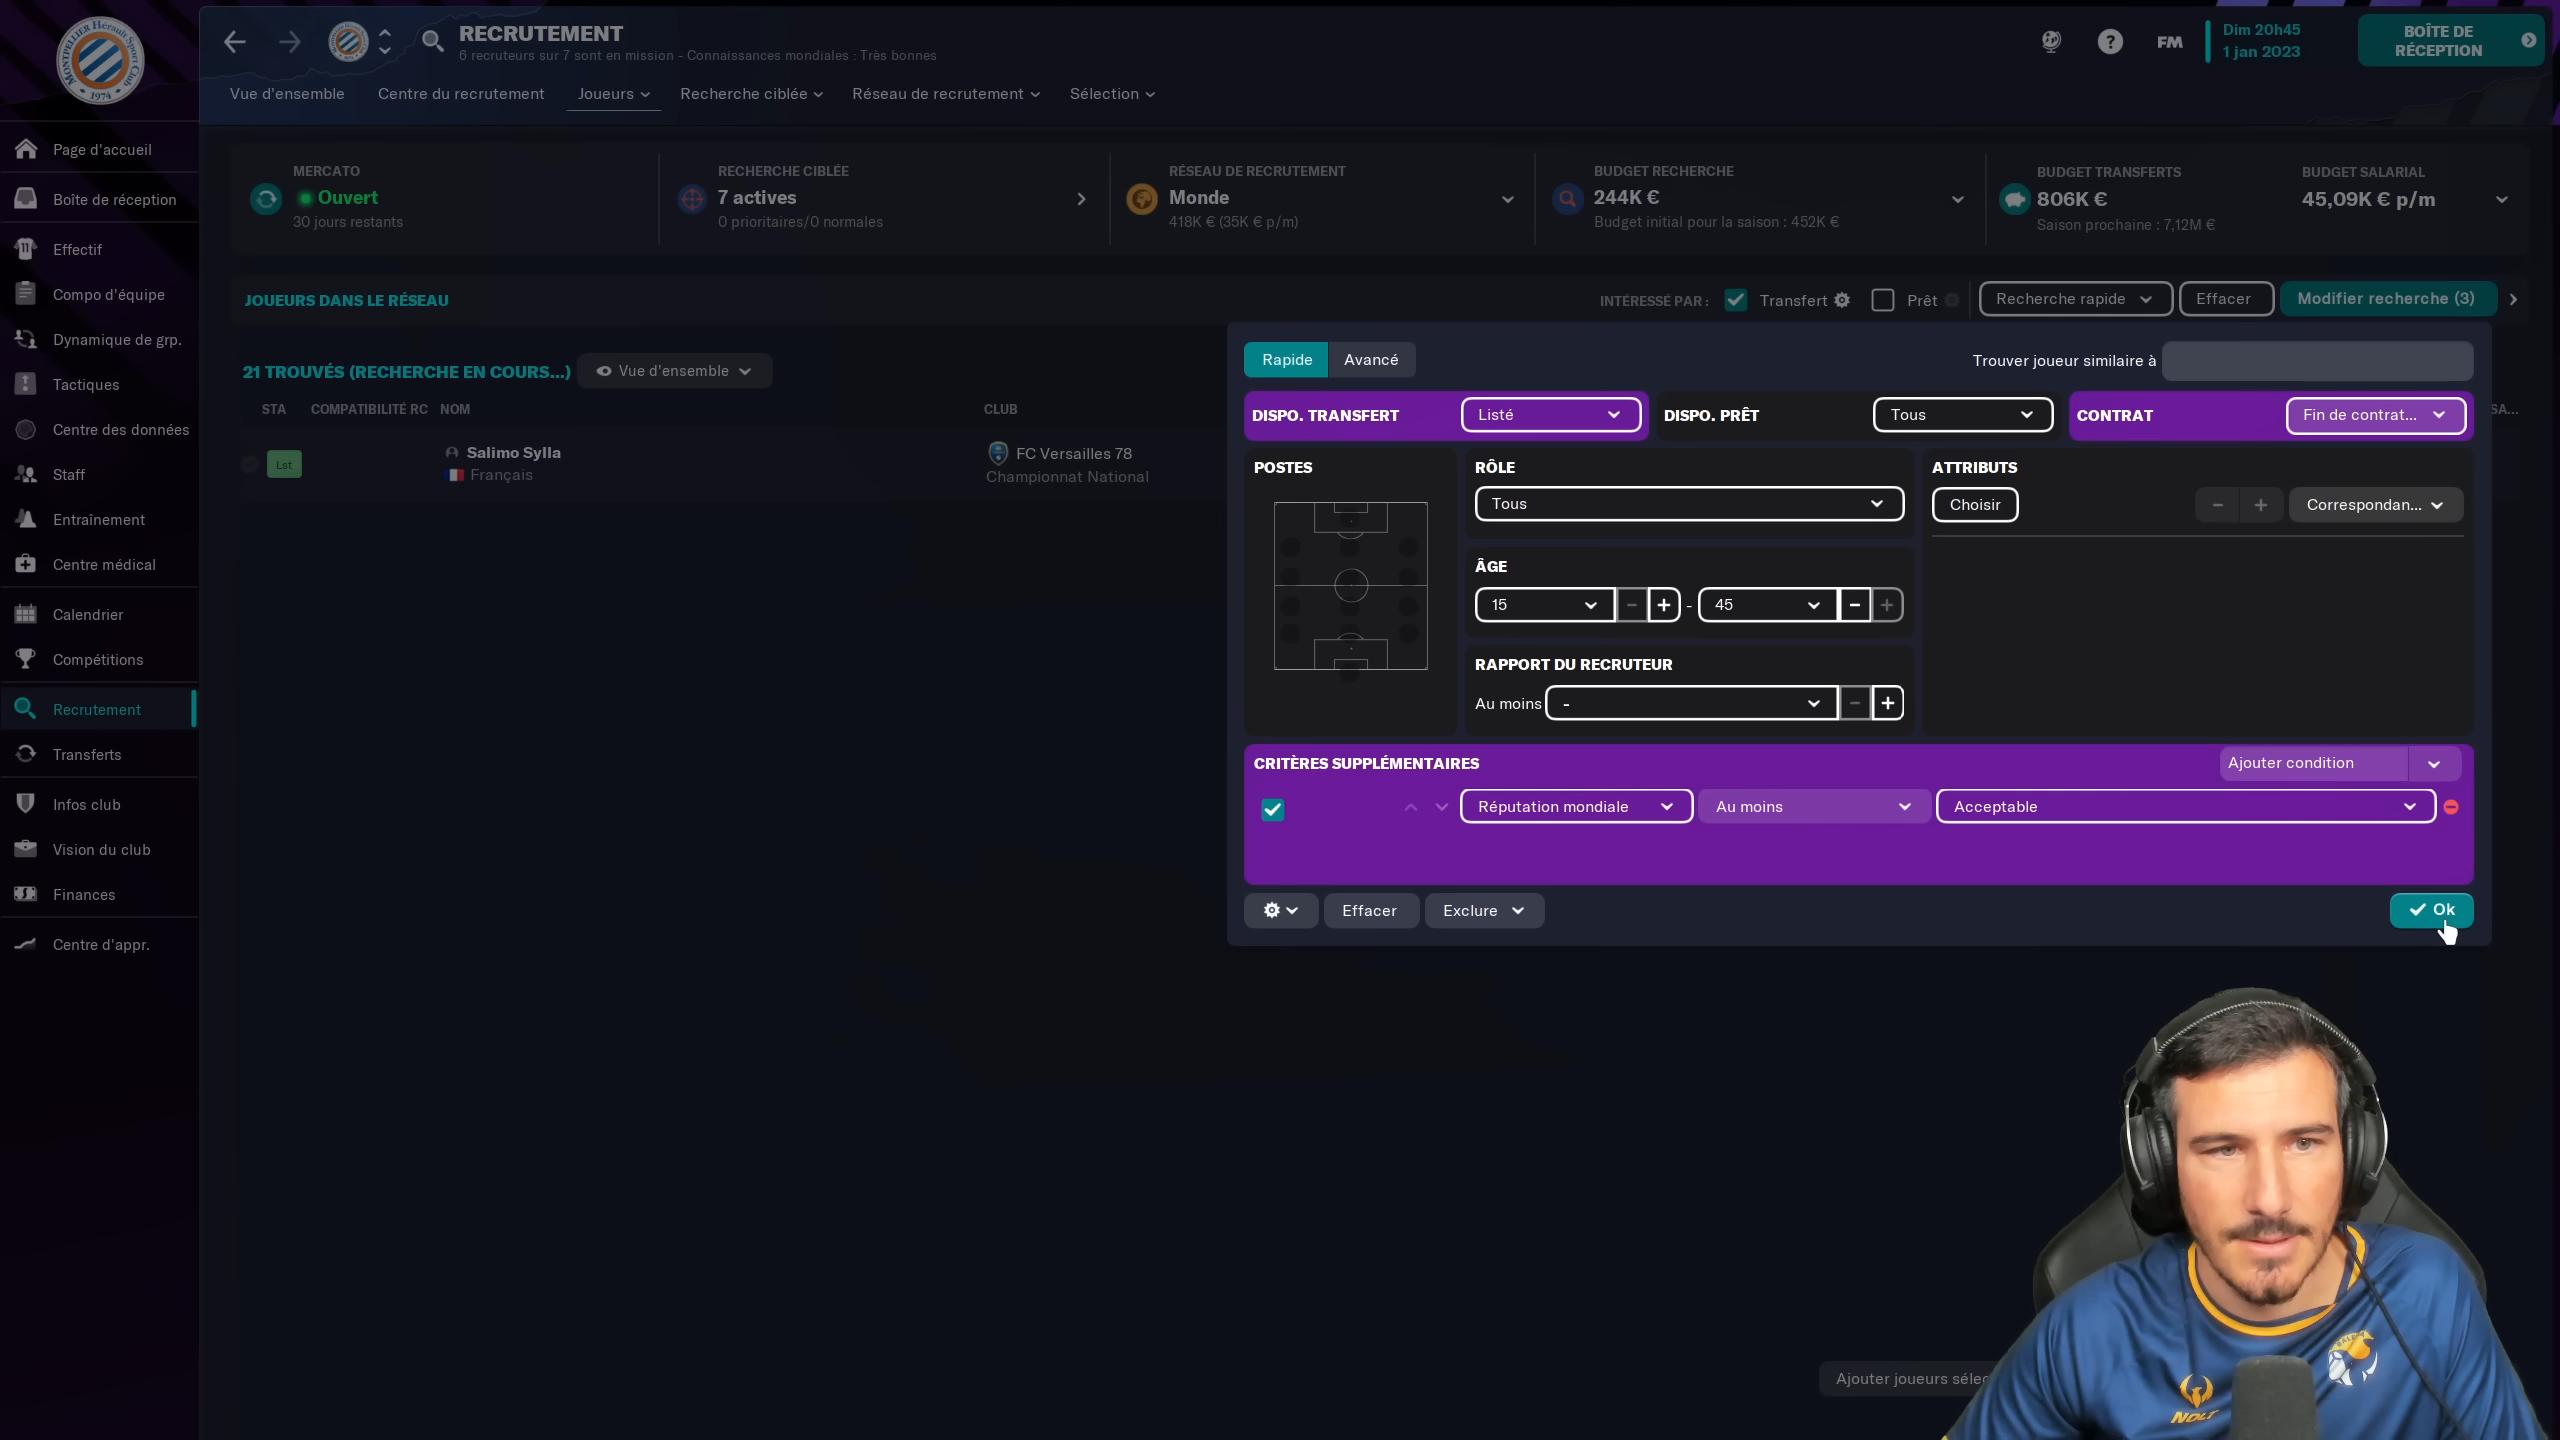 MONTPELLIER Hérault Sport Club
1974
RECRUTEMENT
6 recruteurs sur 7 sont en mission - Connaissances mondiales : Très bonnes
FM
Dim 20h45
1 jan 2023
BOÎTE DE
RÉCEPTION
Vue d'ensemble
Centre du recrutement
Joueurs
Recherche ciblée
Réseau de recrutement
Sélection
Page d'accueil
Boîte de réception
Effectif
Compo d'équipe
Dynamique de grp.
Tactiques
Centre des données
Staff
Entraînement
Centre médical
Calendrier
Compétitions
Recrutement
Transferts
Infos club
Vision du club
Finances
Centre d'appr.
MERCATO
Ouvert
30 jours restants
RECHERCHE CIBLÉE
7 actives
0 prioritaires/0 normales
RÉSEAU DE RECRUTEMENT
Monde
418K € (35K € p/m)
BUDGET RECHERCHE
244K €
Budget initial pour la saison : 452K €
BUDGET TRANSFERTS
806K €
Saison prochaine : 7,12M €
BUDGET SALARIAL
45,09K € p/m
JOUEURS DANS LE RÉSEAU
INTÉRESSÉ PAR :
Transfert
Prêt
Recherche rapide
Effacer
Modifier recherche (3)
21 TROUVÉS (RECHERCHE EN COURS...)
Vue d'ensemble
STA
COMPATIBILITÉ RC
NOM
CLUB
SA...
Lst
Salimo Sylla
Français
FC Versailles 78
Championnat National
Rapide
Avancé
Trouver joueur similaire à
DISPO. TRANSFERT
Listé
DISPO. PRÊT
Tous
CONTRAT
Fin de contrat...
POSTES
RÔLE
Tous
ÂGE
15
-
45
RAPPORT DU RECRUTEUR
Au moins
-
ATTRIBUTS
Choisir
Correspondan...
CRITÈRES SUPPLÉMENTAIRES
Ajouter condition
Réputation mondiale
Au moins
Acceptable
Effacer
Exclure
Ok
Ajouter joueurs sélec
NOLT